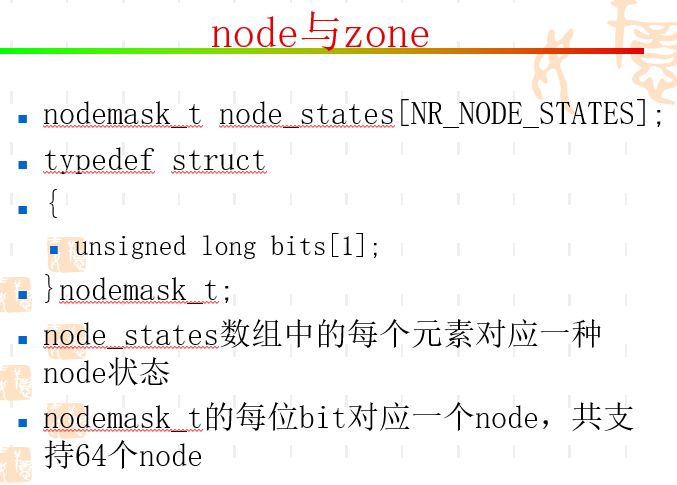 node与zone
nodemask_t node_states[NR_NODE_STATES];
typedef struct
{
unsigned long bits[1];
}nodemask_t;
node_states数组中的每个元素对应一种
node状态
nodemask_t的每位bit对应一个node，共支
持64个node